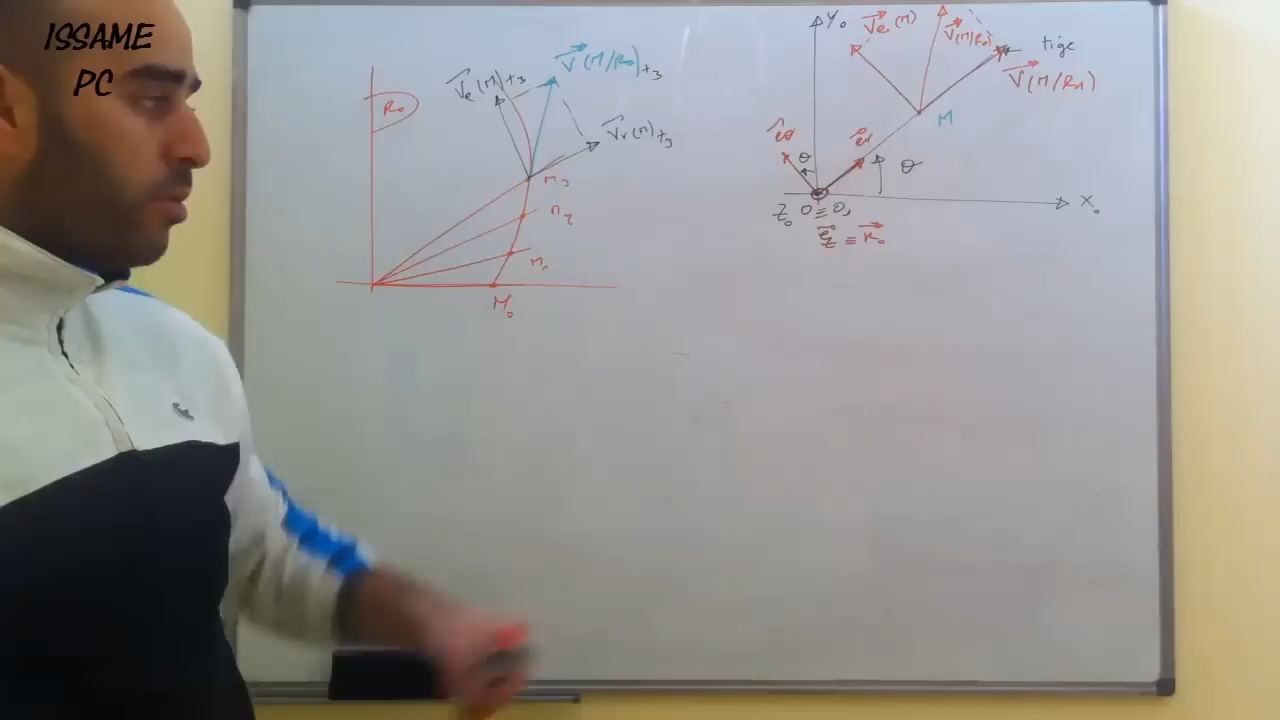 ISSAME
PC
R₀
Vₑ(M)t₃
V(M/R₀)t₃
Vᵣ(M)t₃
M₃
M₂
M₁
M₀
Y₀
Vₑ(M)
V(M/R₀)
tige
V(M/R₁)
M
eθ
θ
er
θ
Z₀ O ≡ O₁
X₀
ez ≡ K₀